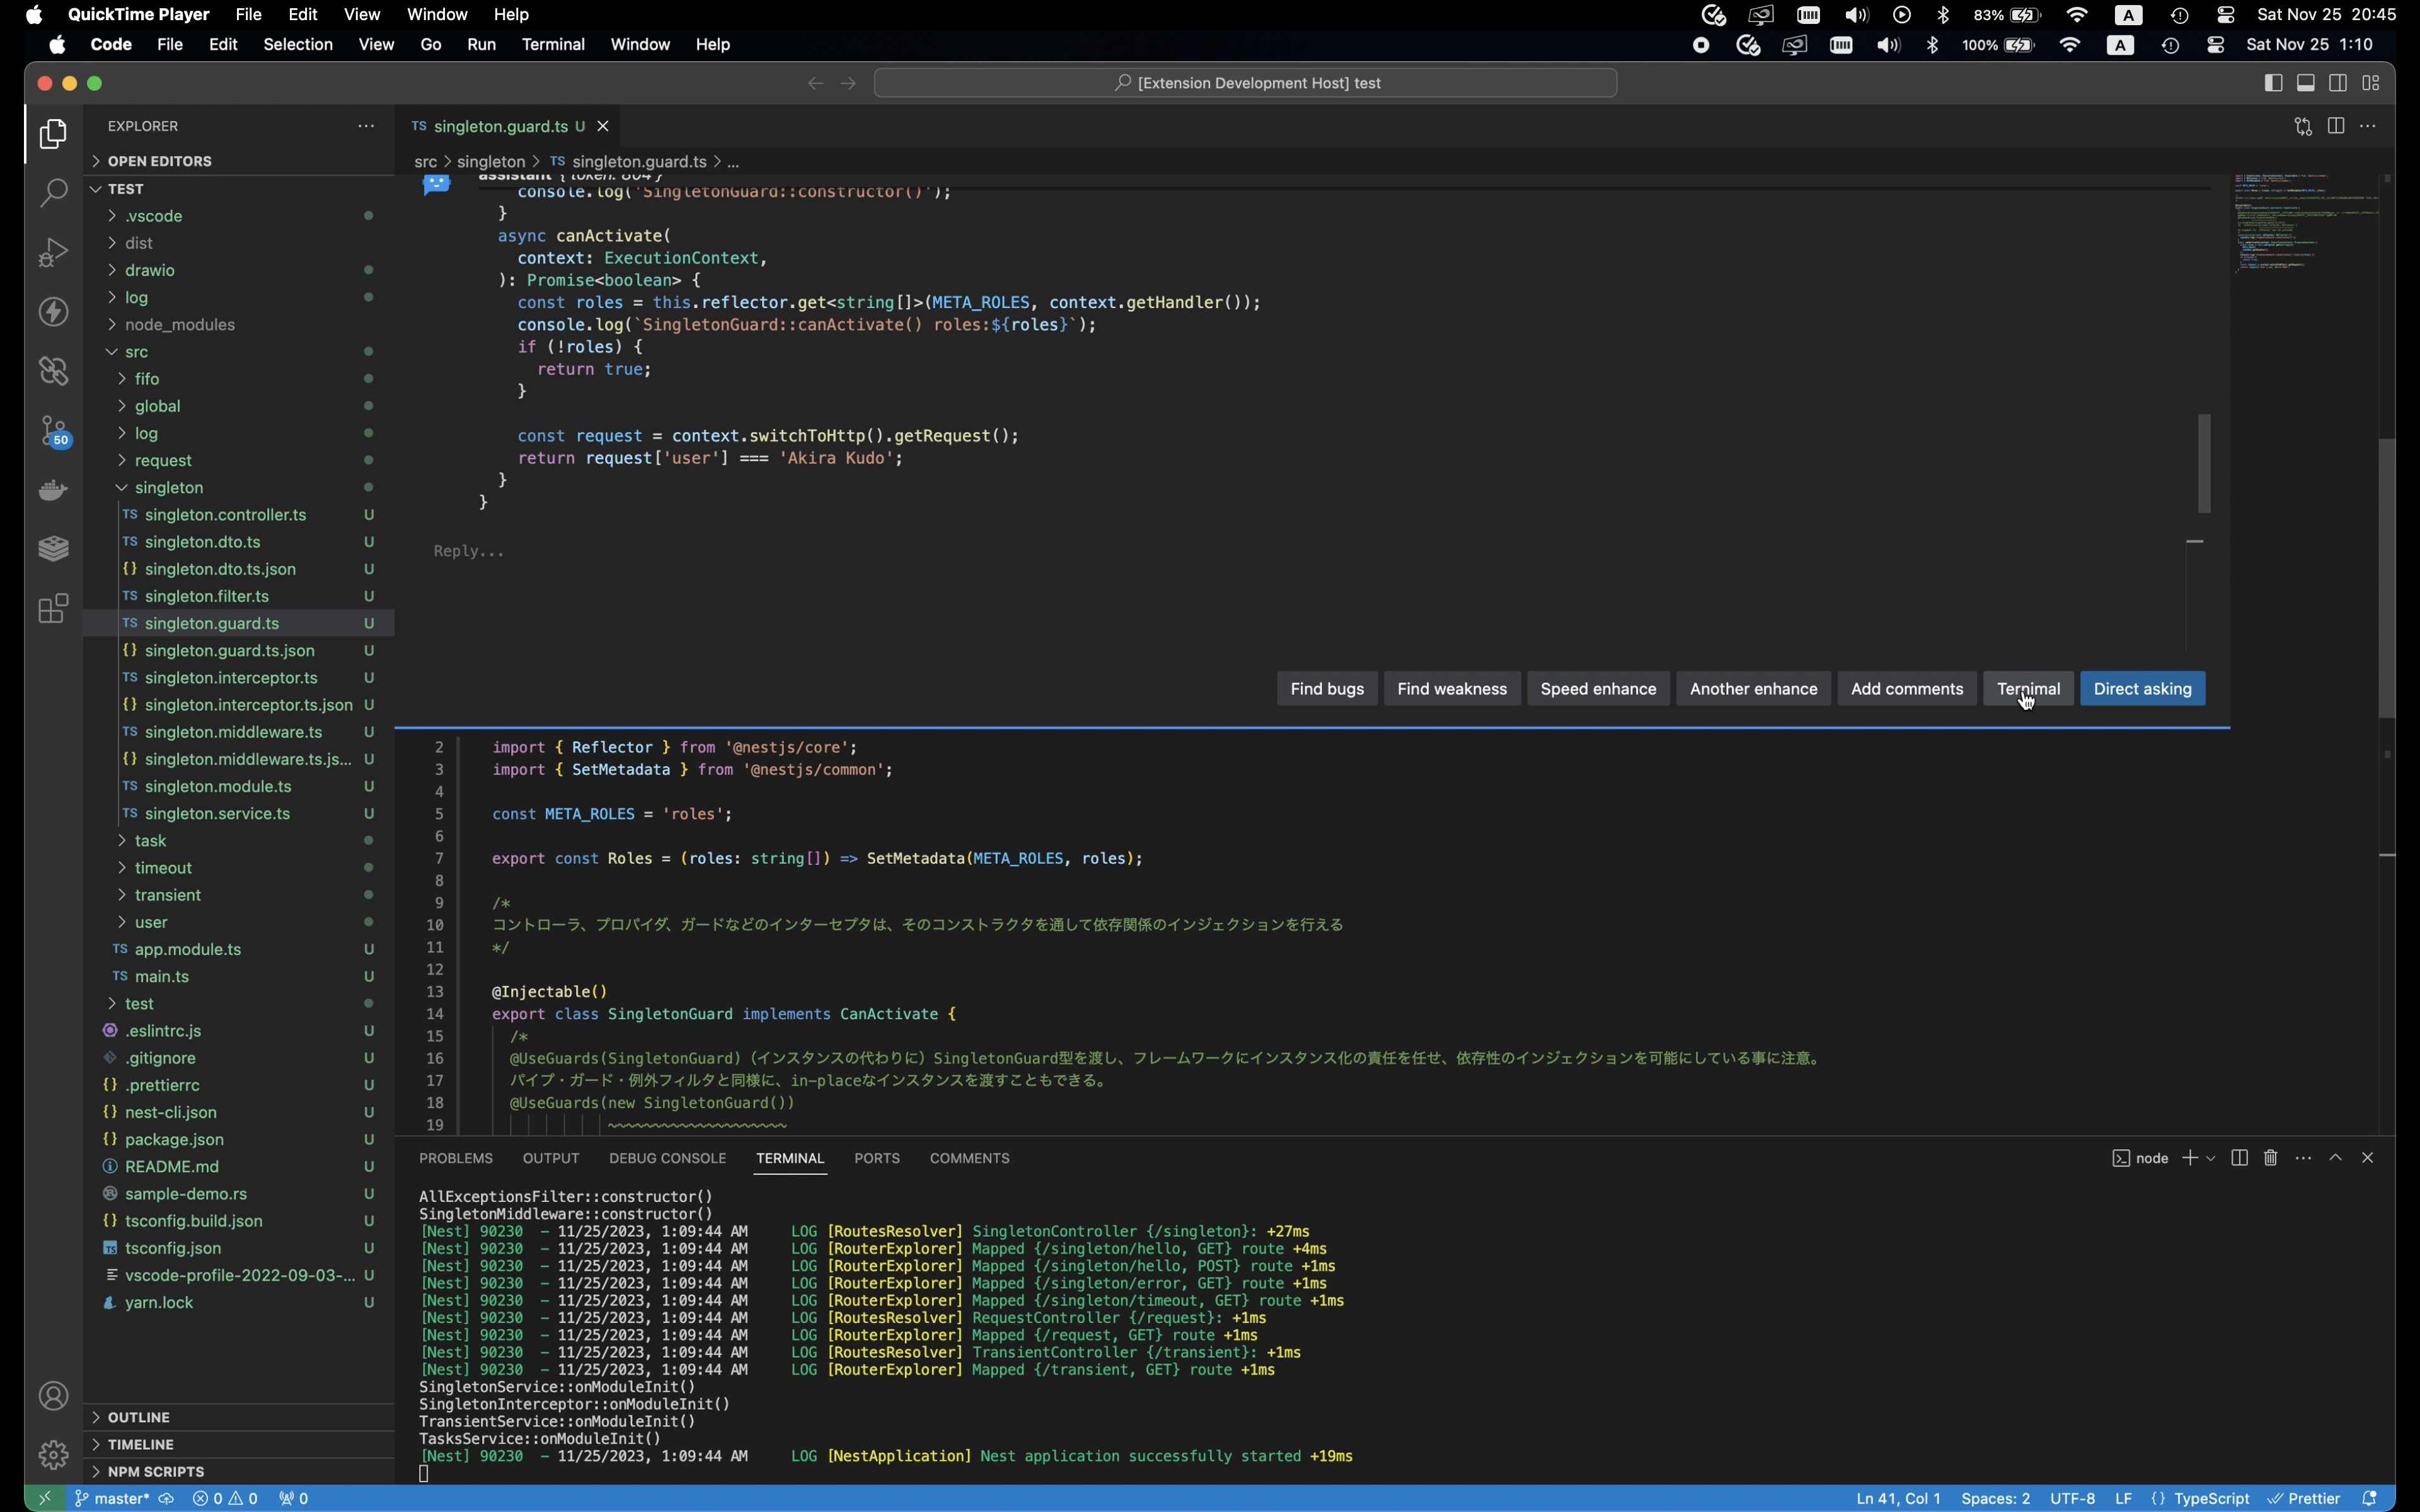 QuickTime Player File Edit View Window Help 83% A Sat Nov 25 20:45
Code File Edit Selection View Go Run Terminal Window Help 100% A Sat Nov 25 1:10
[Extension Development Host] test
EXPLORER
OPEN EDITORS
TEST
.vscode
dist
drawio
log
node_modules
src
fifo
global
log
request
singleton
TS singleton.controller.ts U
TS singleton.dto.ts U
{} singleton.dto.ts.json U
TS singleton.filter.ts U
TS singleton.guard.ts U
{} singleton.guard.ts.json U
TS singleton.interceptor.ts U
{} singleton.interceptor.ts.json U
TS singleton.middleware.ts U
{} singleton.middleware.ts.js... U
TS singleton.module.ts U
TS singleton.service.ts U
task
timeout
transient
user
TS app.module.ts U
TS main.ts U
test
.eslintrc.js U
.gitignore U
{} .prettierrc U
{} nest-cli.json U
{} package.json U
README.md U
sample-demo.rs U
{} tsconfig.build.json U
TS tsconfig.json U
vscode-profile-2022-09-03-... U
yarn.lock U
OUTLINE
TIMELINE
NPM SCRIPTS
50
TS singleton.guard.ts U
src > singleton > TS singleton.guard.ts > ...
assistant { token: 804 }
console.log('SingletonGuard::constructor()');
}
async canActivate(
context: ExecutionContext,
): Promise<boolean> {
const roles = this.reflector.get<string[]>(META_ROLES, context.getHandler());
console.log(`SingletonGuard::canActivate() roles:${roles}`);
if (!roles) {
return true;
}
const request = context.switchToHttp().getRequest();
return request['user'] === 'Akira Kudo';
}
}
Reply...
Find bugs Find weakness Speed enhance Another enhance Add comments Terminal Direct asking
2 import { Reflector } from '@nestjs/core';
3 import { SetMetadata } from '@nestjs/common';
4
5 const META_ROLES = 'roles';
6
7 export const Roles = (roles: string[]) => SetMetadata(META_ROLES, roles);
8
9 /*
10 コントローラ、プロパイダ、ガードなどのインターセプタは、そのコンストラクタを通して依存関係のインジェクションを行える
11 */
12
13 @Injectable()
14 export class SingletonGuard implements CanActivate {
15 /*
16 @UseGuards(SingletonGuard)（インスタンスの代わりに）SingletonGuard型を渡し、フレームワークにインスタンス化の責任を任せ、依存性のインジェクションを可能にしている事に注意。
17 パイプ・ガード・例外フィルタと同様に、in-placeなインスタンスを渡すこともできる。
18 @UseGuards(new SingletonGuard())
19 ~~~~~~~~~~~~~~~~~~~~
PROBLEMS OUTPUT DEBUG CONSOLE TERMINAL PORTS COMMENTS node
AllExceptionsFilter::constructor()
SingletonMiddleware::constructor()
[Nest] 90230 - 11/25/2023, 1:09:44 AM LOG [RoutesResolver] SingletonController {/singleton}: +27ms
[Nest] 90230 - 11/25/2023, 1:09:44 AM LOG [RouterExplorer] Mapped {/singleton/hello, GET} route +4ms
[Nest] 90230 - 11/25/2023, 1:09:44 AM LOG [RouterExplorer] Mapped {/singleton/hello, POST} route +1ms
[Nest] 90230 - 11/25/2023, 1:09:44 AM LOG [RouterExplorer] Mapped {/singleton/error, GET} route +1ms
[Nest] 90230 - 11/25/2023, 1:09:44 AM LOG [RouterExplorer] Mapped {/singleton/timeout, GET} route +1ms
[Nest] 90230 - 11/25/2023, 1:09:44 AM LOG [RoutesResolver] RequestController {/request}: +1ms
[Nest] 90230 - 11/25/2023, 1:09:44 AM LOG [RouterExplorer] Mapped {/request, GET} route +1ms
[Nest] 90230 - 11/25/2023, 1:09:44 AM LOG [RoutesResolver] TransientController {/transient}: +1ms
[Nest] 90230 - 11/25/2023, 1:09:44 AM LOG [RouterExplorer] Mapped {/transient, GET} route +1ms
SingletonService::onModuleInit()
SingletonInterceptor::onModuleInit()
TransientService::onModuleInit()
TasksService::onModuleInit()
[Nest] 90230 - 11/25/2023, 1:09:44 AM LOG [NestApplication] Nest application successfully started +19ms
master* 0 0 0 Ln 41, Col 1 Spaces: 2 UTF-8 LF {} TypeScript Prettier